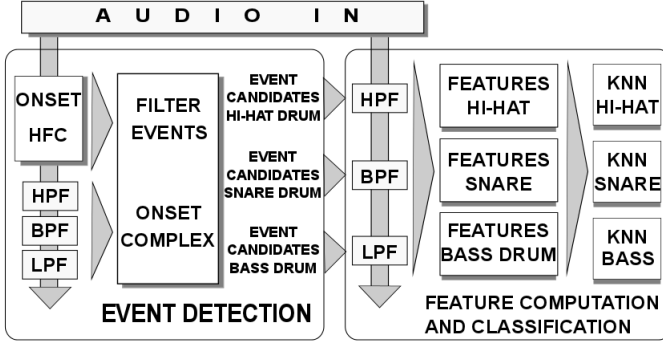 AUDIO IN
ONSET
HFC
HPF
BPF
LPF
FILTER
EVENTS
ONSET
COMPLEX
EVENT
CANDIDATES
HI-HAT DRUM
EVENT
CANDIDATES
SNARE DRUM
EVENT
CANDIDATES
BASS DRUM
EVENT DETECTION
HPF
BPF
LPF
FEATURES
HI-HAT
FEATURES
SNARE
FEATURES
BASS DRUM
KNN
HI-HAT
KNN
SNARE
KNN
BASS
FEATURE COMPUTATION
AND CLASSIFICATION